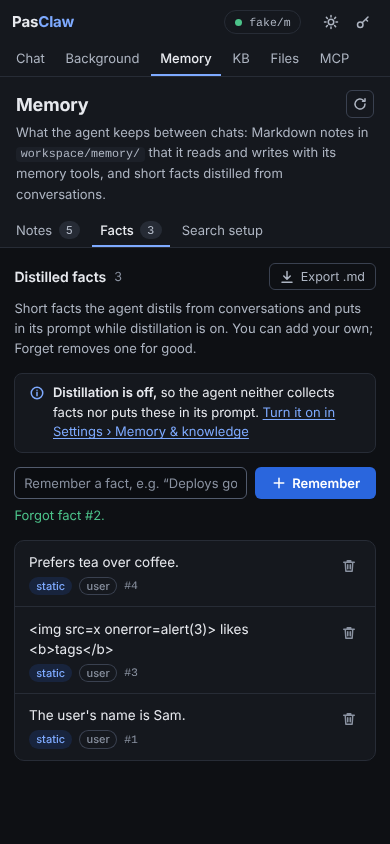 PasClaw
fake/m
Chat Background Memory KB Files MCP
Memory
What the agent keeps between chats: Markdown notes in
workspace/memory/ that it reads and writes with its
memory tools, and short facts distilled from
conversations.
Notes 5 Facts 3 Search setup
Distilled facts 3
Export .md
Short facts the agent distils from conversations and puts
in its prompt while distillation is on. You can add your own;
Forget removes one for good.
Distillation is off, so the agent neither collects
facts nor puts these in its prompt. Turn it on in
Settings › Memory & knowledge
Remember a fact, e.g. “Deploys go
Remember
Forgot fact #2.
Prefers tea over coffee.
static user #4
<img src=x onerror=alert(3)> likes
<b>tags</b>
static user #3
The user's name is Sam.
static user #1